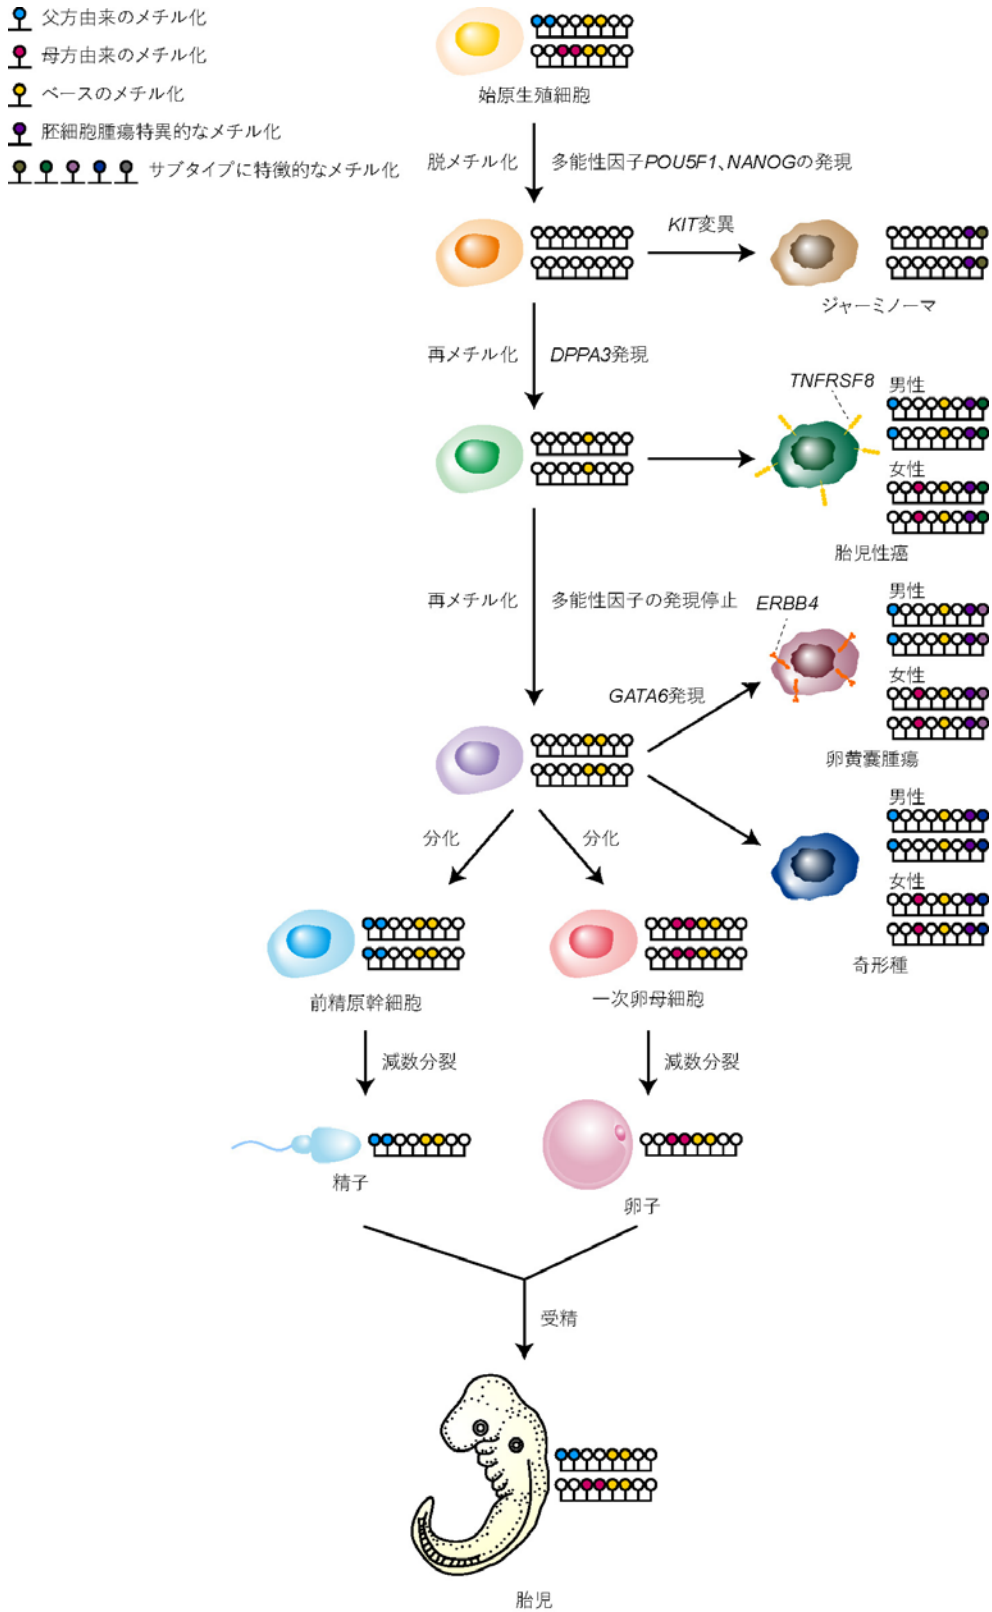 父方由来のメチル化
母方由来のメチル化
ベースのメチル化
胚細胞腫瘍特異的なメチル化
サブタイプに特徴的なメチル化
始原生殖細胞
脱メチル化
多能性因子POU5F1、NANOGの発現
KIT変異
ジャーミノーマ
再メチル化
DPPA3発現
TNFRSF8
男性
女性
胎児性癌
再メチル化
多能性因子の発現停止
ERBB4
GATA6発現
男性
女性
卵黄嚢腫瘍
分化
分化
男性
女性
奇形種
前精原幹細胞
一次卵母細胞
減数分裂
減数分裂
精子
卵子
受精
胎児